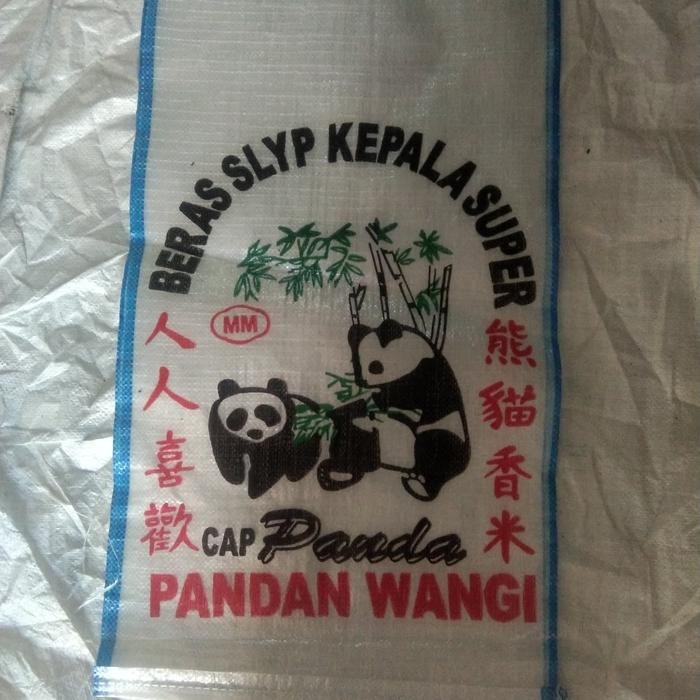 BERAS SLYP KEPALA SUPER
MM
熊貓香米
人人喜歡
CAP Panda
PANDAN WANGI